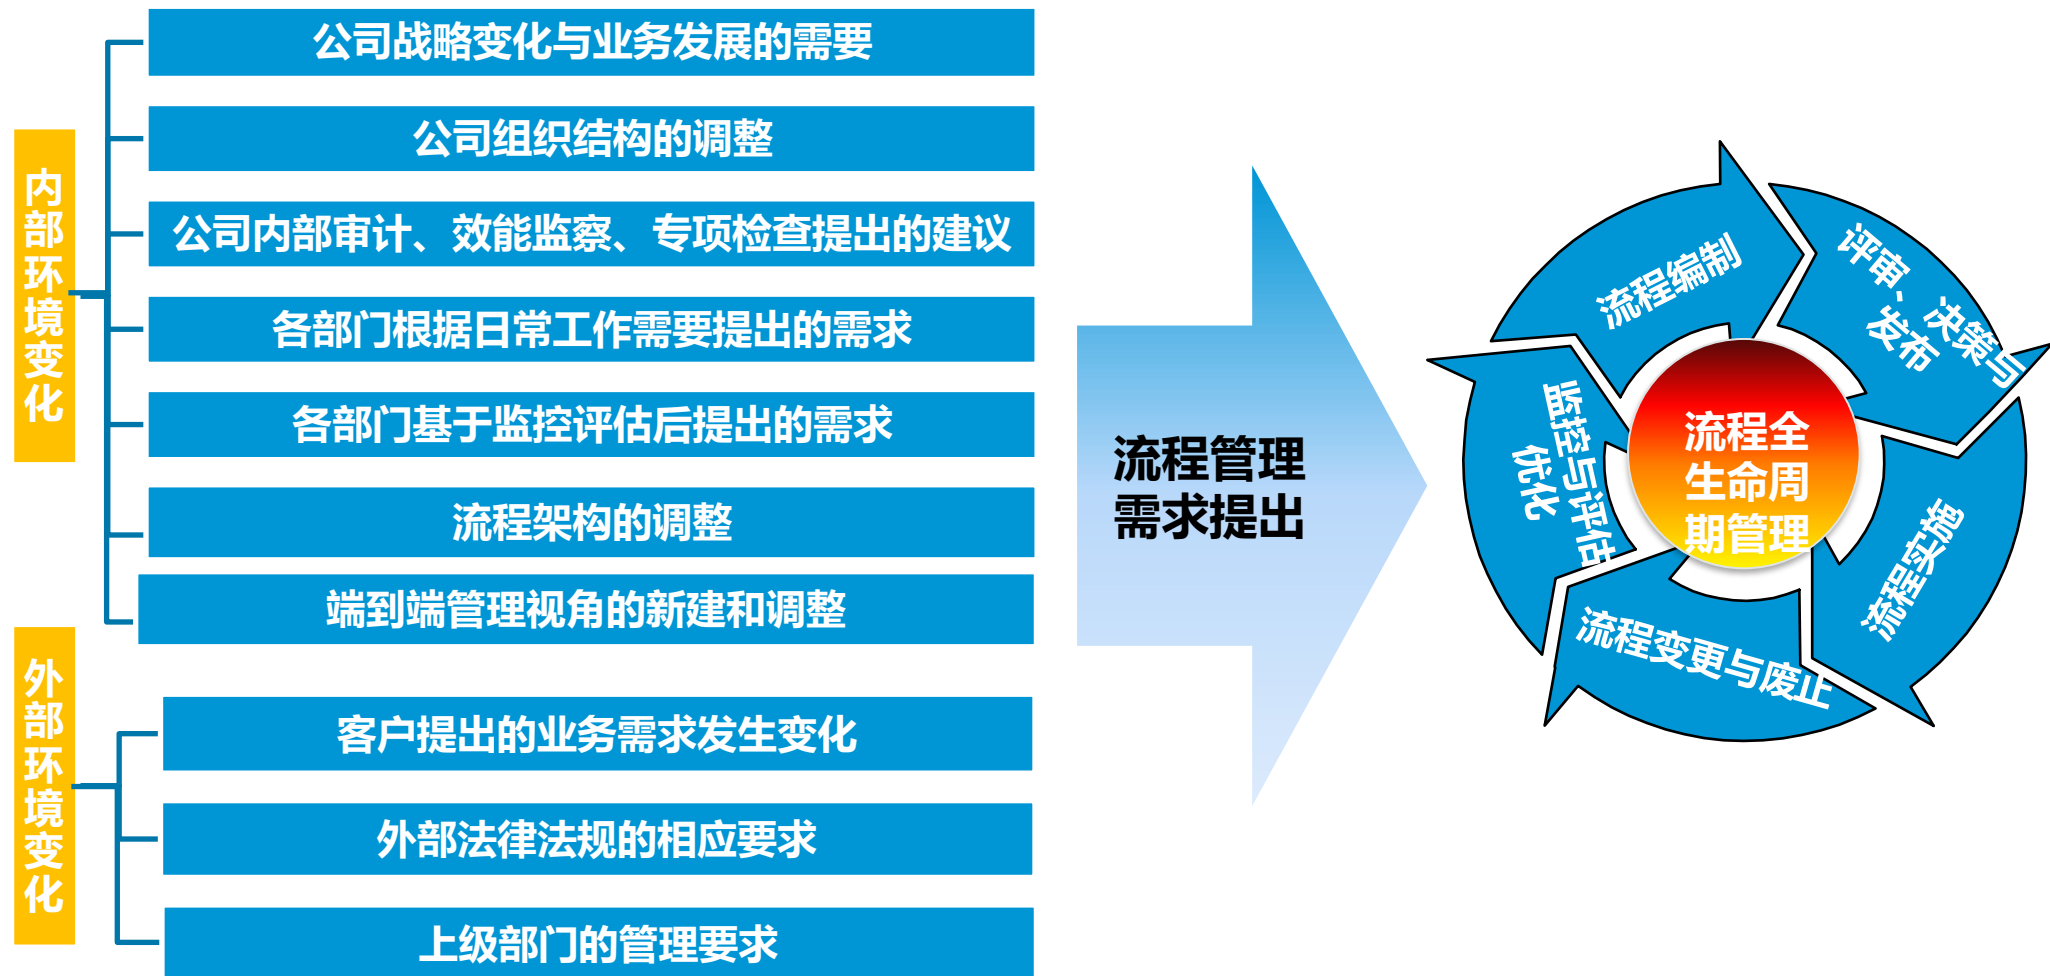 内部环境变化
公司战略变化与业务发展的需要
公司组织结构的调整
公司内部审计、效能监察、专项检查提出的建议
各部门根据日常工作需要提出的需求
各部门基于监控评估后提出的需求
流程架构的调整
端到端管理视角的新建和调整
外部环境变化
客户提出的业务需求发生变化
外部法律法规的相应要求
上级部门的管理要求
流程管理
需求提出
流程编制
评审、决策与
发布
流程实施
流程变更与废止
监控与评估
优化
流程全
生命周
期管理